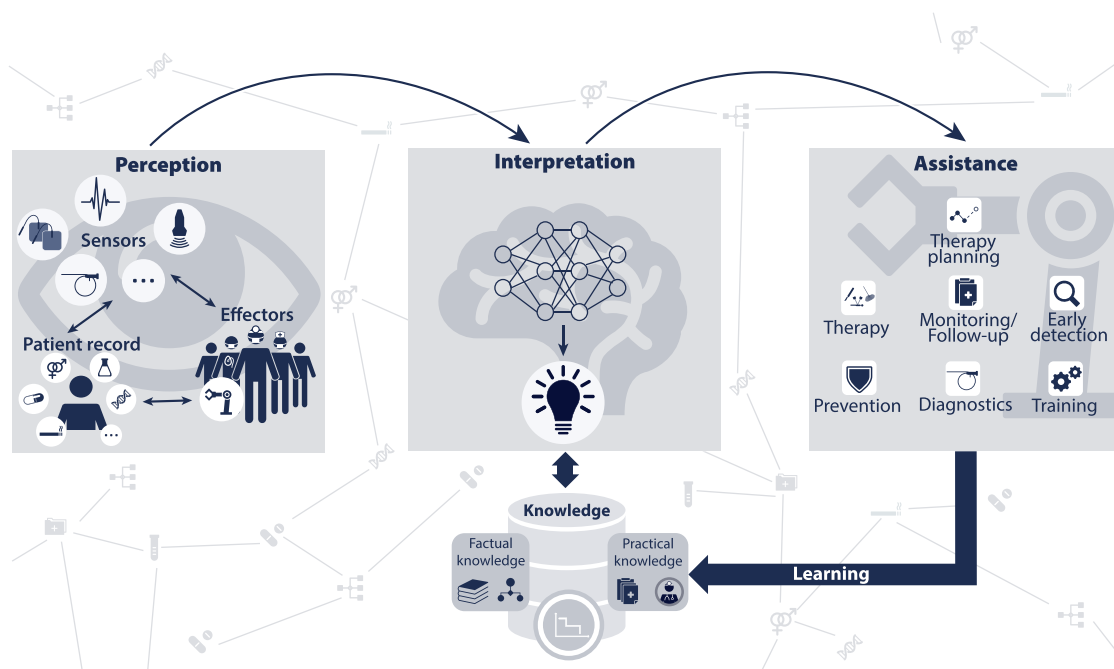 Perception
Sensors
Effectors
Patient record
Interpretation
Assistance
Therapy
planning
Therapy
Monitoring/
Follow-up
Early
detection
Prevention
Diagnostics
Training
Knowledge
Factual
knowledge
Practical
knowledge
Learning